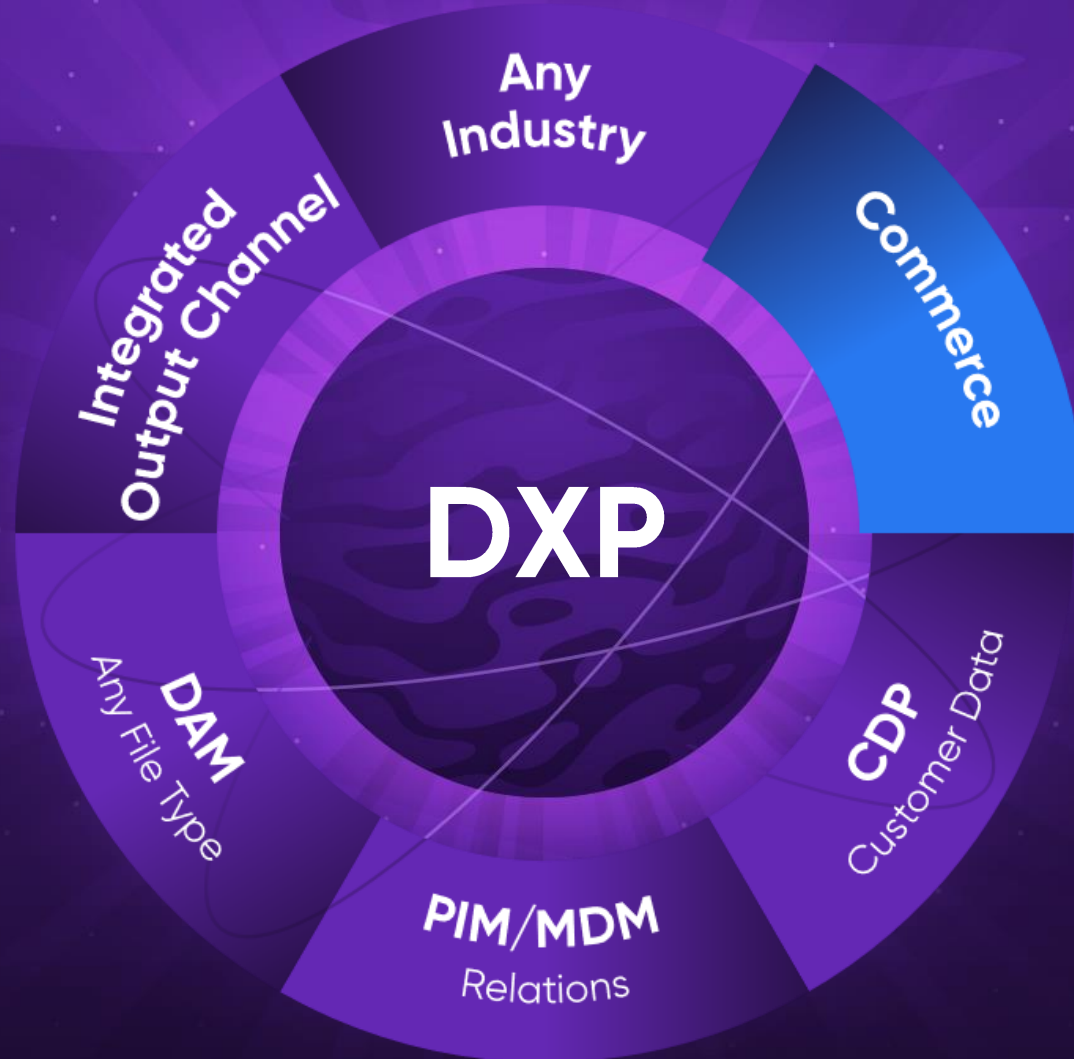 Any
Industry
Commerce
Integrated
Output Channel
DXP
DAM
Any File Type
CDP
Customer Data
PIM/MDM
Relations